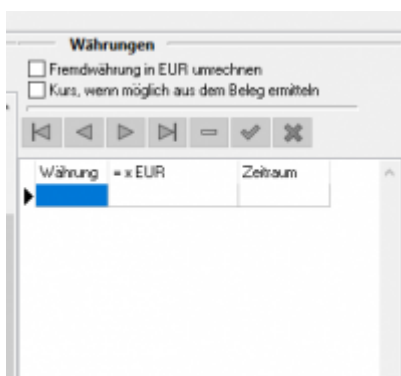 Währungen
Fremdwährung in EUR umrechnen
Kurs, wenn möglich aus dem Beleg ermitteln
Währung = x EUR Zeitraum